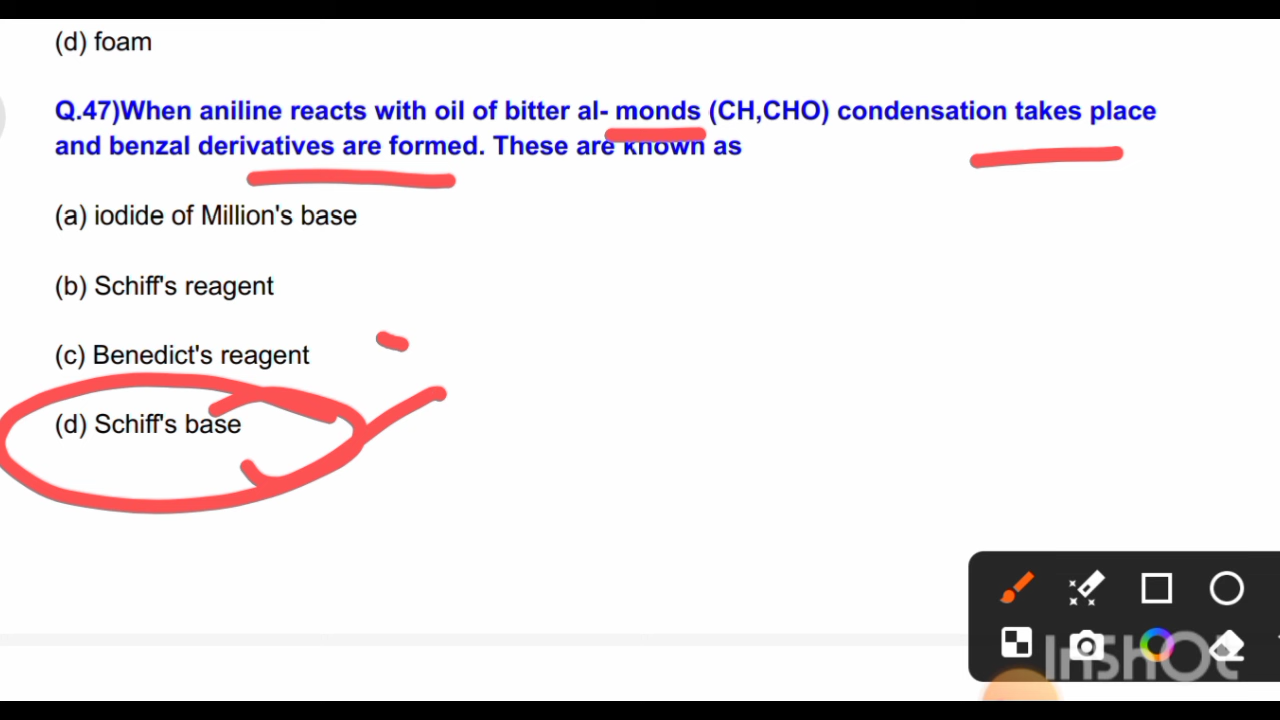 (d) foam
Q.47)When aniline reacts with oil of bitter al- monds (CH,CHO) condensation takes place
and benzal derivatives are formed. These are known as
(a) iodide of Million's base
(b) Schiff's reagent
(c) Benedict's reagent
(d) Schiff's base
InShOt